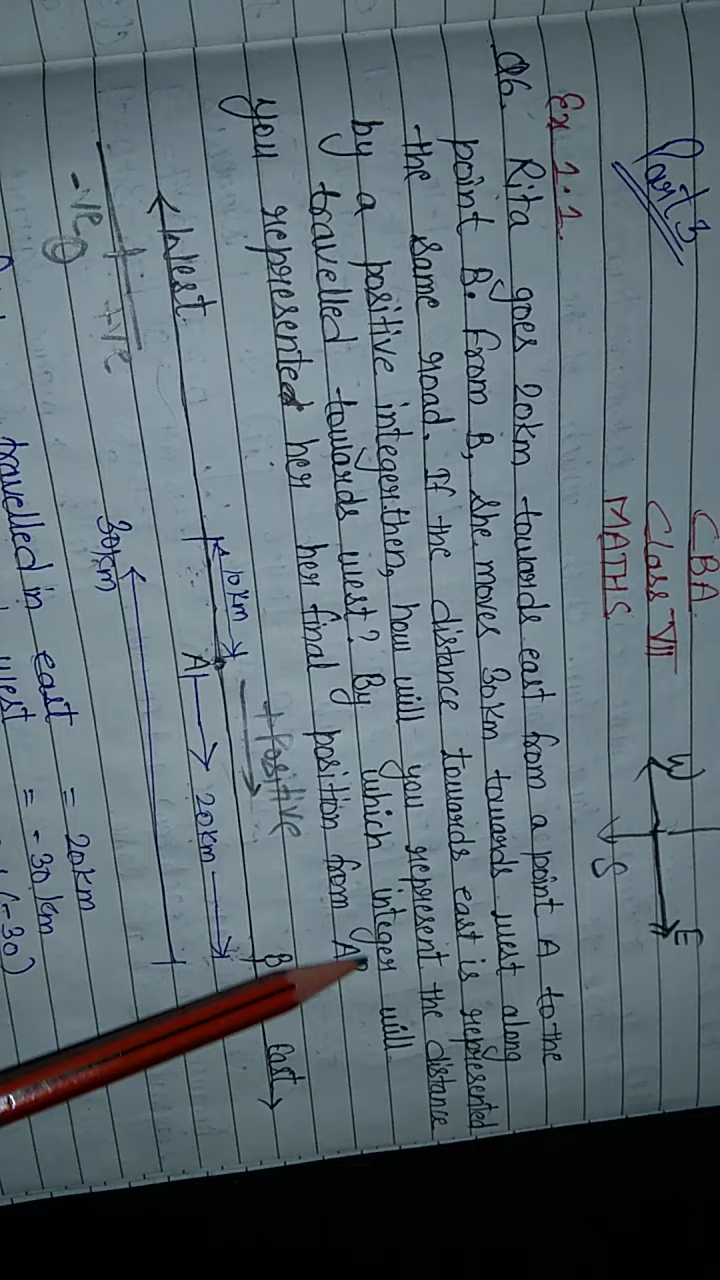 Part 3
CBA
Class VII
MATHS
W E
S
Ex 1.1
Q6. Rita goes 20km towards east from a point A to the
point B. From B, she moves 30km towards west along
the same road. If the distance towards east is represented
by a positive integer then, how will you represent the distance
travelled towards west? By which integer will
you represented her her final position from A?
+ Positive
B east
10km
A 20km
West
30km
-ve 0 +ve
travelled in east = 20km
west = -30km
(-30)